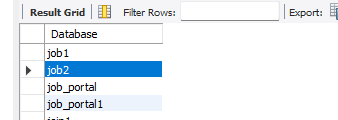 Result Grid Filter Rows: Export:
Database
job1
job2
job_portal
job_portal1